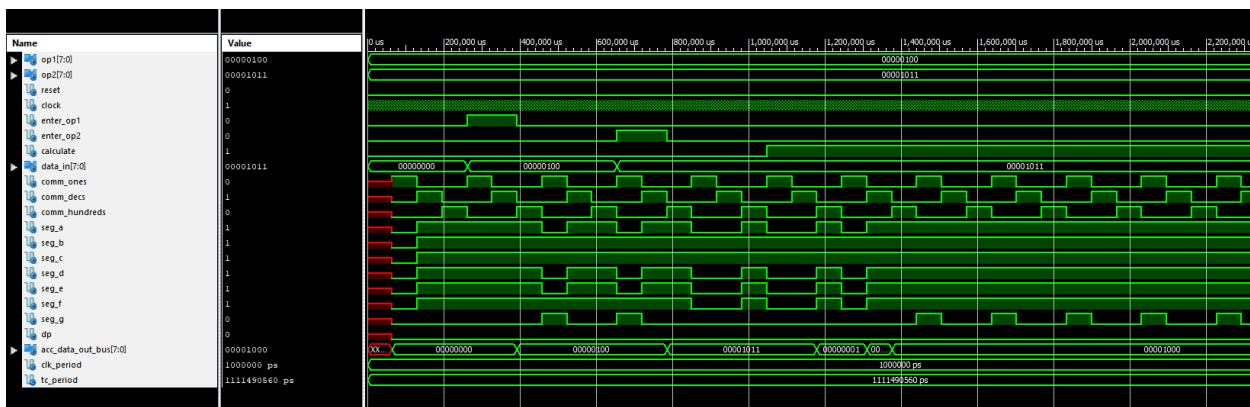 Name Value 0 us 200,000 us 400,000 us 600,000 us 800,000 us 1,000,000 us 1,200,000 us 1,400,000 us 1,600,000 us 1,800,000 us 2,000,000 us 2,200,000 u
op1[7:0] 00000100 00000100
op2[7:0] 00001011 00001011
reset 0
clock 1
enter_op1 0
enter_op2 0
calculate 1
data_in[7:0] 00001011 00000000 00000100 00001011
comm_ones 0
comm_decs 1
comm_hundreds 0
seg_a 1
seg_b 1
seg_c 1
seg_d 1
seg_e 1
seg_f 1
seg_g 0
dp 0
acc_data_out_bus[7:0] 00001000 XX... 00000000 00000100 00001011 00000001 00... 00001000
clk_period 1000000 ps 1000000 ps
tc_period 1111490560 ps 1111490560 ps